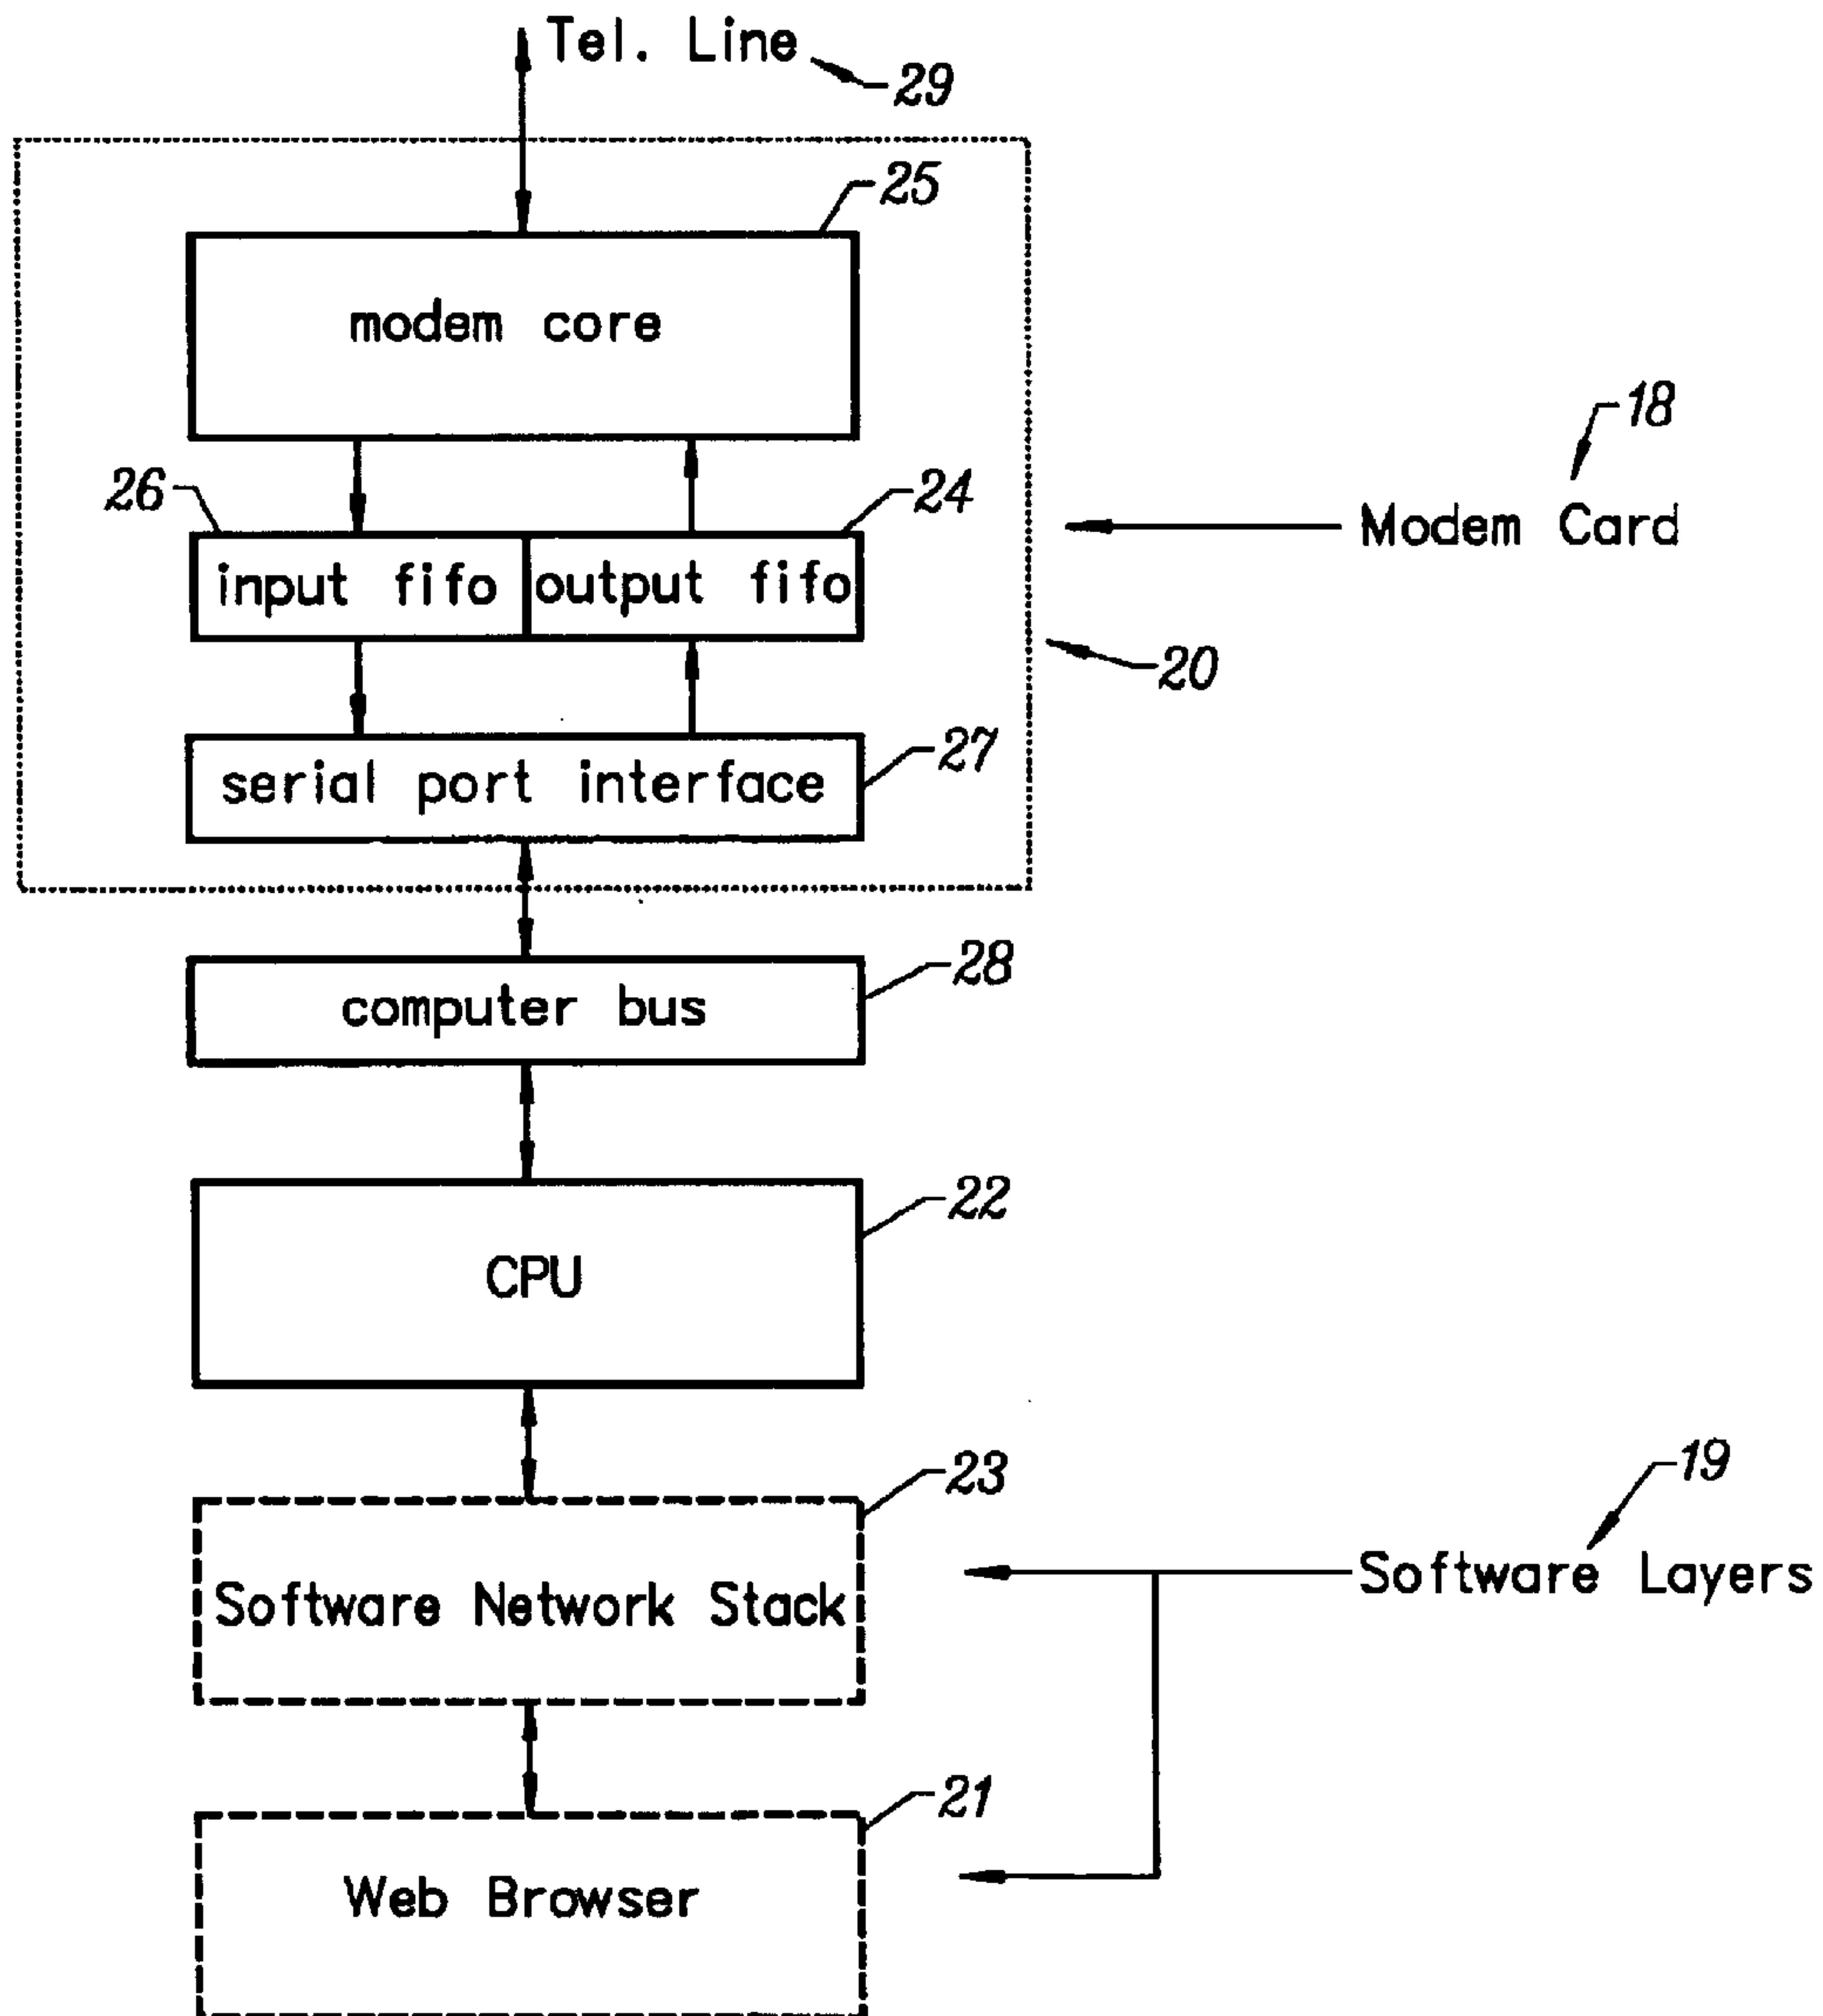 Tel. Line
29
25
modem core
18
26
24
Modem Card
input fifo
output fifo
20
27
serial port interface
28
computer bus
22
CPU
23
19
Software Layers
Software Network Stack
21
Web Browser